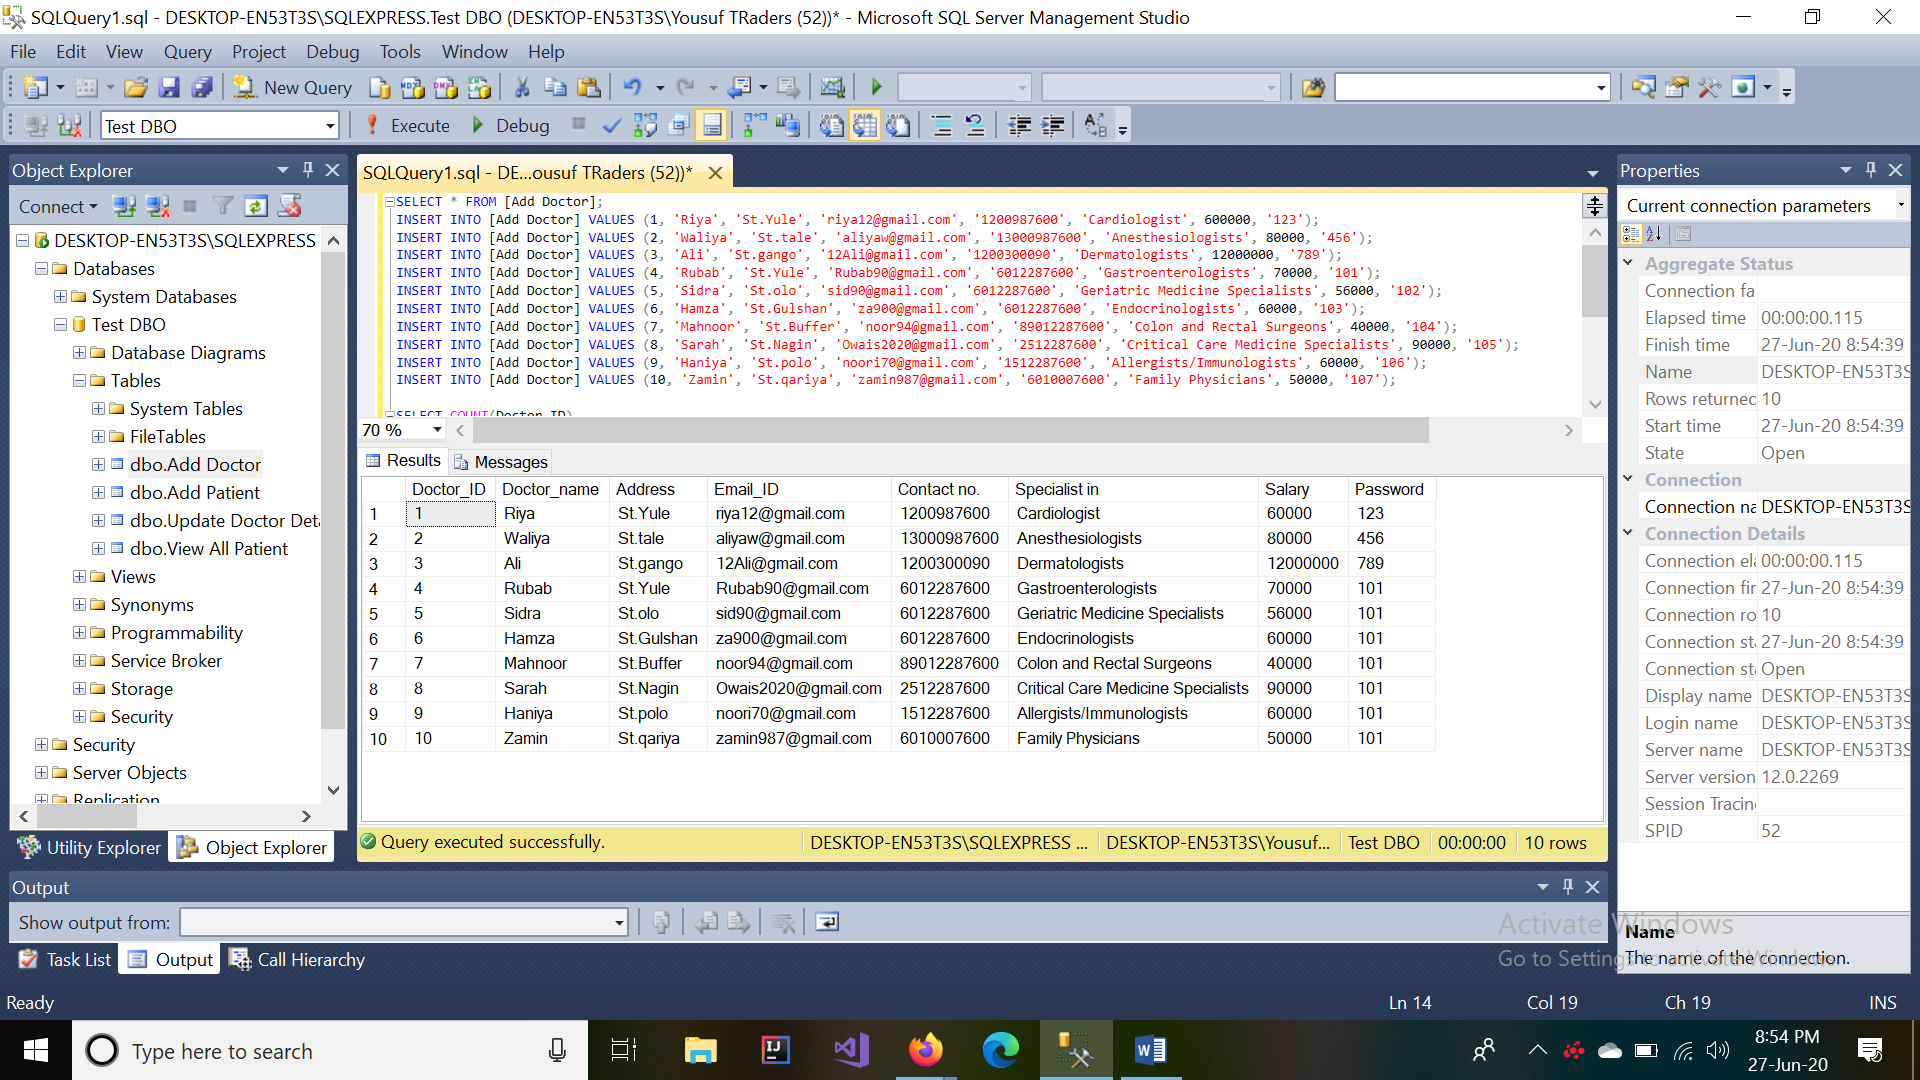 SQLQuery1.sql - DESKTOP-EN53T3S\SQLEXPRESS.Test DBO (DESKTOP-EN53T3S\Yousuf TRaders (52))* - Microsoft SQL Server Management Studio
File Edit View Query Project Debug Tools Window Help
New Query
Test DBO Execute Debug
Object Explorer
Connect
DESKTOP-EN53T3S\SQLEXPRESS
Databases
System Databases
Test DBO
Database Diagrams
Tables
System Tables
FileTables
dbo.Add Doctor
dbo.Add Patient
dbo.Update Doctor Deta
dbo.View All Patient
Views
Synonyms
Programmability
Service Broker
Storage
Security
Security
Server Objects
Replication
Utility Explorer Object Explorer
SQLQuery1.sql - DE...ousuf TRaders (52))*
SELECT * FROM [Add Doctor];
INSERT INTO [Add Doctor] VALUES (1, 'Riya', 'St.Yule', 'riya12@gmail.com', '1200987600', 'Cardiologist', 600000, '123');
INSERT INTO [Add Doctor] VALUES (2, 'Waliya', 'St.tale', 'aliyaw@gmail.com', '13000987600', 'Anesthesiologists', 80000, '456');
INSERT INTO [Add Doctor] VALUES (3, 'Ali', 'St.gango', '12Ali@gmail.com', '1200300090', 'Dermatologists', 12000000, '789');
INSERT INTO [Add Doctor] VALUES (4, 'Rubab', 'St.Yule', 'Rubab90@gmail.com', '6012287600', 'Gastroenterologists', 70000, '101');
INSERT INTO [Add Doctor] VALUES (5, 'Sidra', 'St.olo', 'sid90@gmail.com', '6012287600', 'Geriatric Medicine Specialists', 56000, '102');
INSERT INTO [Add Doctor] VALUES (6, 'Hamza', 'St.Gulshan', 'za900@gmail.com', '6012287600', 'Endocrinologists', 60000, '103');
INSERT INTO [Add Doctor] VALUES (7, 'Mahnoor', 'St.Buffer', 'noor94@gmail.com', '89012287600', 'Colon and Rectal Surgeons', 40000, '104');
INSERT INTO [Add Doctor] VALUES (8, 'Sarah', 'St.Nagin', 'Owais2020@gmail.com', '2512287600', 'Critical Care Medicine Specialists', 90000, '105');
INSERT INTO [Add Doctor] VALUES (9, 'Haniya', 'St.polo', 'noori70@gmail.com', '1512287600', 'Allergists/Immunologists', 60000, '106');
INSERT INTO [Add Doctor] VALUES (10, 'Zamin', 'St.qariya', 'zamin987@gmail.com', '6010007600', 'Family Physicians', 50000, '107');
SELECT COUNT(Doctor_ID)
70 %
Results Messages
Doctor_ID Doctor_name Address Email_ID Contact no. Specialist in Salary Password
1 1 Riya St.Yule riya12@gmail.com 1200987600 Cardiologist 60000 123
2 2 Waliya St.tale aliyaw@gmail.com 13000987600 Anesthesiologists 80000 456
3 3 Ali St.gango 12Ali@gmail.com 1200300090 Dermatologists 12000000 789
4 4 Rubab St.Yule Rubab90@gmail.com 6012287600 Gastroenterologists 70000 101
5 5 Sidra St.olo sid90@gmail.com 6012287600 Geriatric Medicine Specialists 56000 101
6 6 Hamza St.Gulshan za900@gmail.com 6012287600 Endocrinologists 60000 101
7 7 Mahnoor St.Buffer noor94@gmail.com 89012287600 Colon and Rectal Surgeons 40000 101
8 8 Sarah St.Nagin Owais2020@gmail.com 2512287600 Critical Care Medicine Specialists 90000 101
9 9 Haniya St.polo noori70@gmail.com 1512287600 Allergists/Immunologists 60000 101
10 10 Zamin St.qariya zamin987@gmail.com 6010007600 Family Physicians 50000 101
Query executed successfully. DESKTOP-EN53T3S\SQLEXPRESS ... DESKTOP-EN53T3S\Yousuf... Test DBO 00:00:00 10 rows
Properties
Current connection parameters
Aggregate Status
Connection fa
Elapsed time 00:00:00.115
Finish time 27-Jun-20 8:54:39
Name DESKTOP-EN53T3S
Rows returnec 10
Start time 27-Jun-20 8:54:39
State Open
Connection
Connection na DESKTOP-EN53T3S
Connection Details
Connection ela 00:00:00.115
Connection fir 27-Jun-20 8:54:39
Connection ro 10
Connection sta 27-Jun-20 8:54:39
Connection sta Open
Display name DESKTOP-EN53T3S
Login name DESKTOP-EN53T3S
Server name DESKTOP-EN53T3S
Server version 12.0.2269
Session Tracin
SPID 52
Name
The name of the connection.
Output
Show output from:
Activate Windows
Go to Settings to activate Windows.
Task List Output Call Hierarchy
Ready Ln 14 Col 19 Ch 19 INS
Type here to search
8:54 PM
27-Jun-20